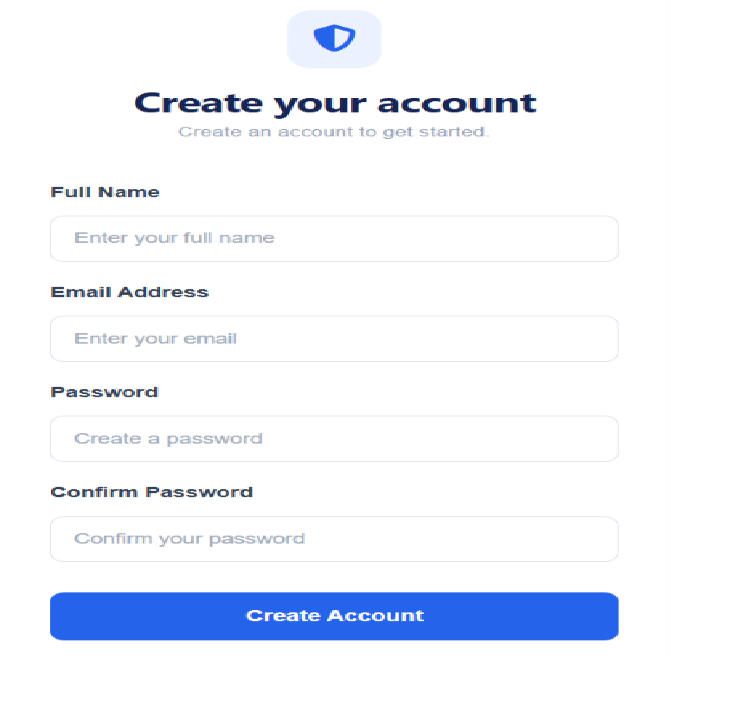 Create your account
Create an account to get started.
Full Name
Enter your full name
Email Address
Enter your email
Password
Create a password
Confirm Password
Confirm your password
Create Account